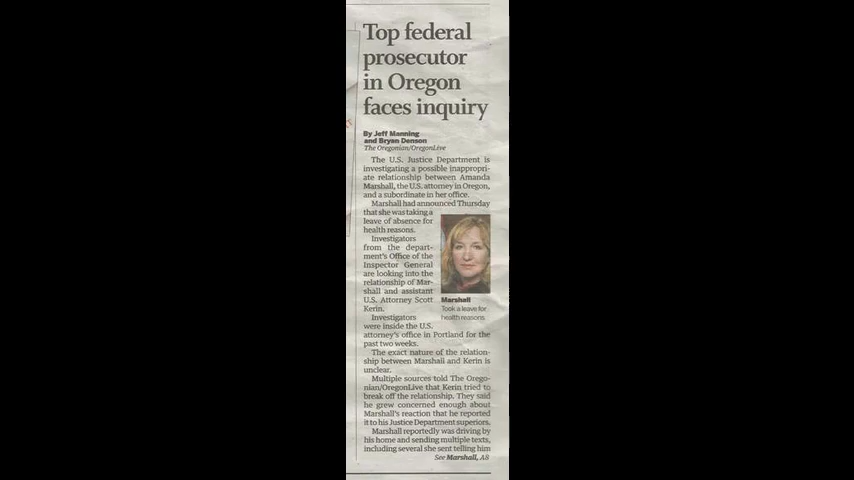 Top federal
prosecutor
in Oregon
faces inquiry
By Jeff Manning
and Bryan Denson
The Oregonian/OregonLive
The U.S. Justice Department is
investigating a possible inappropri-
ate relationship between Amanda
Marshall, the U.S. attorney in Oregon,
and a subordinate in her office.
Marshall had announced Thursday
that she was taking a
leave of absence for
health reasons.
Investigators
from the depart-
ment's Office of the
Inspector General
are looking into the
relationship of Mar-
shall and assistant
U.S. Attorney Scott
Kerin.
Investigators
were inside the U.S.
attorney's office in Portland for the
past two weeks.
The exact nature of the relation-
ship between Marshall and Kerin is
unclear.
Multiple sources told The Orego-
nian/OregonLive that Kerin tried to
break off the relationship. They said
he grew concerned enough about
Marshall's reaction that he reported
it to his Justice Department superiors.
Marshall reportedly was driving by
his home and sending multiple texts,
including several she sent telling him
See Marshall, A8
Marshall
Took a leave for
health reasons